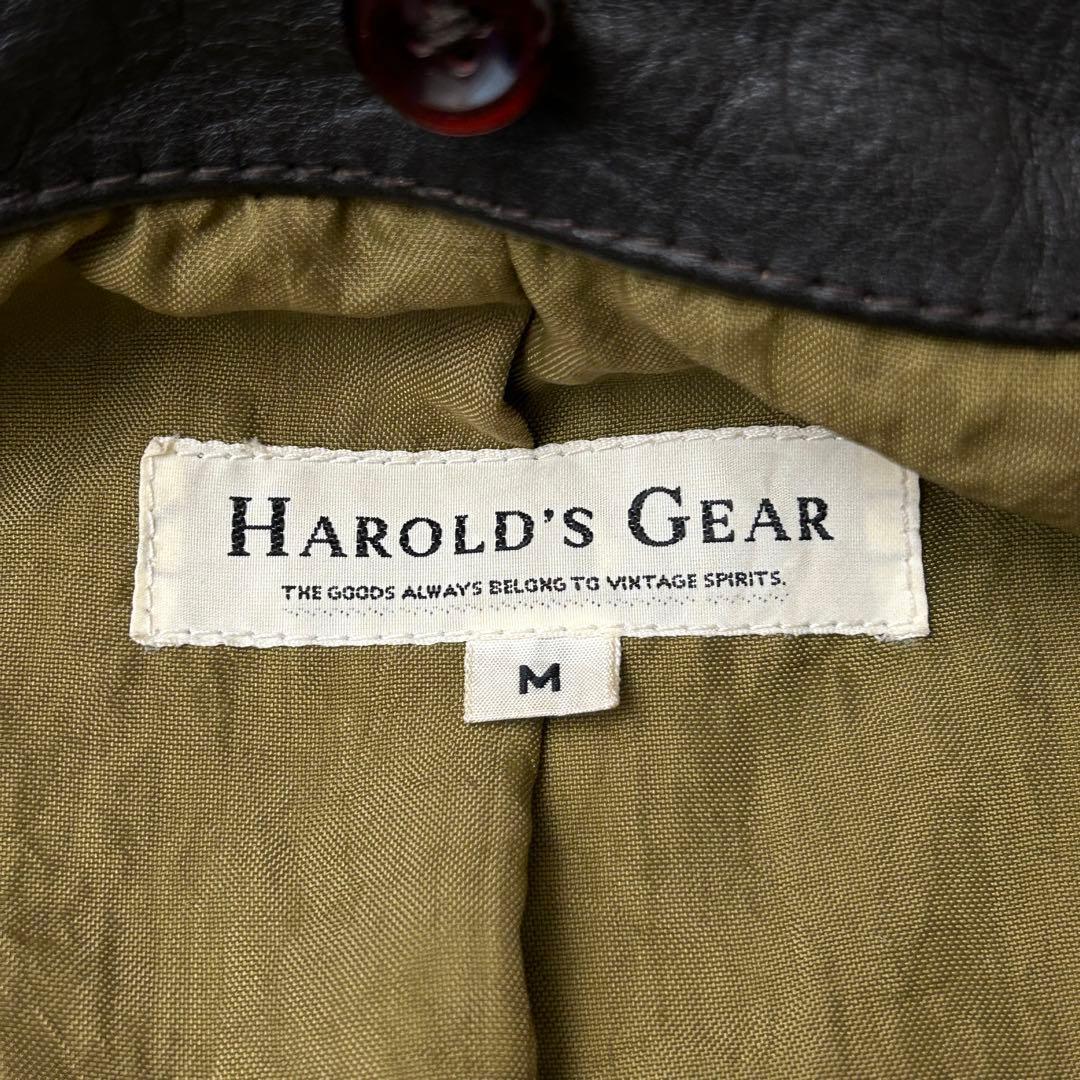 HAROLD'S GEAR
THE GOODS ALWAYS BELONG TO VINTAGE SPIRITS.
M